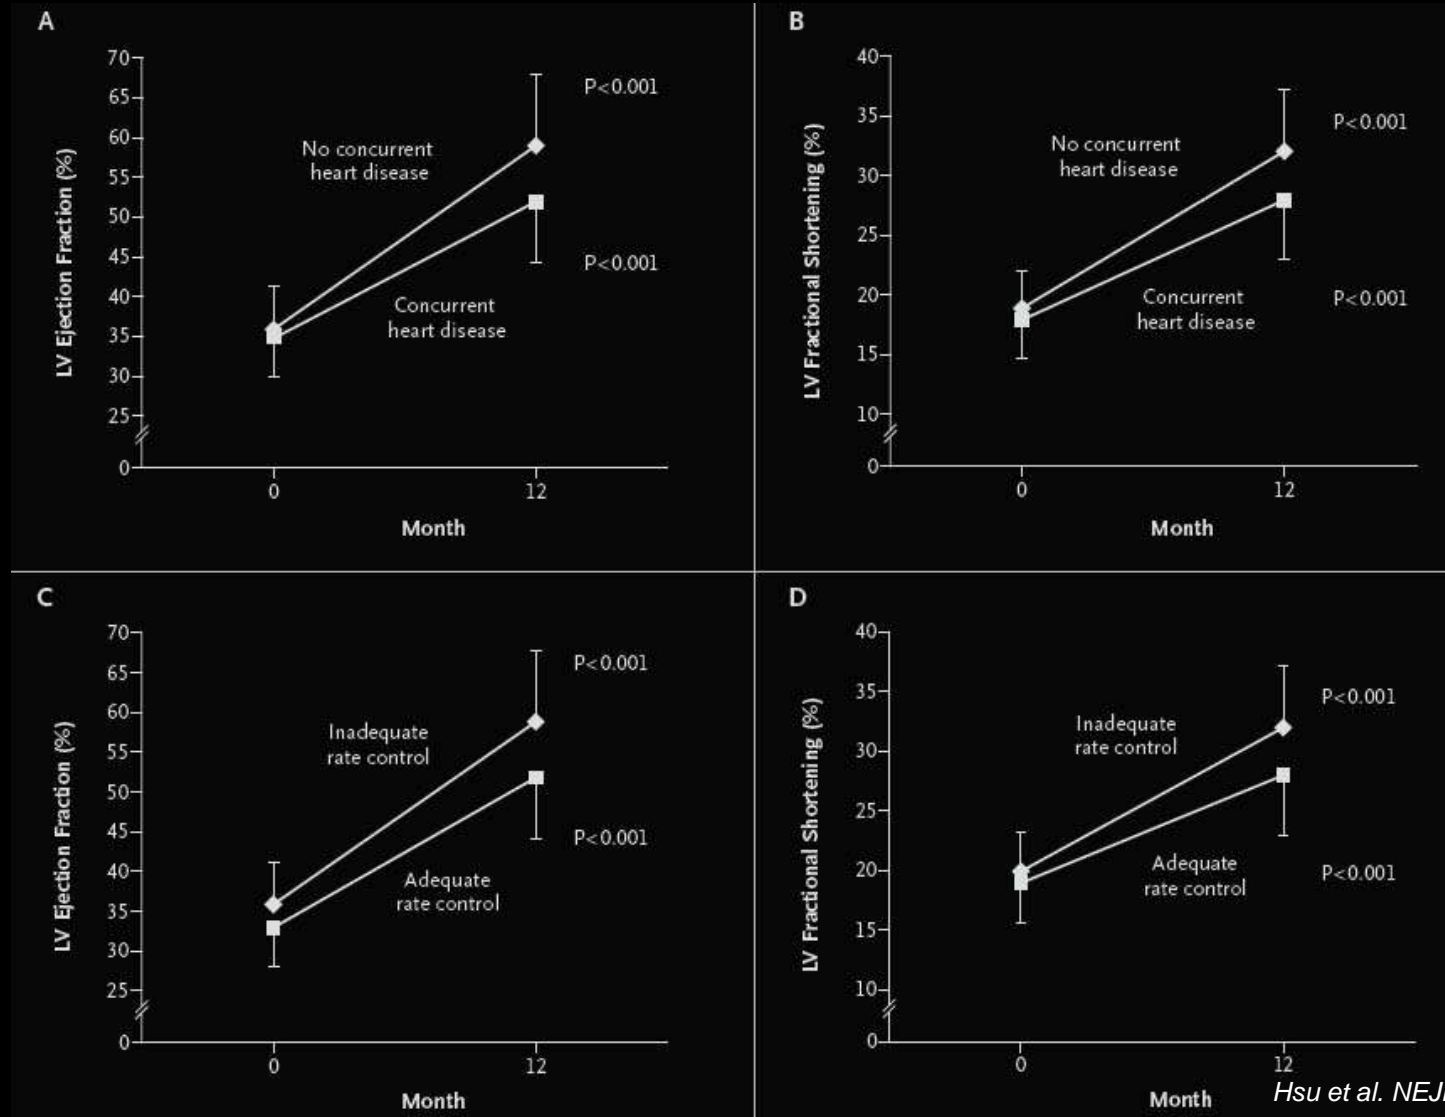 A
LV Ejection Fraction (%)
70
65
60
55
50
45
40
35
30
25
0
No concurrent
heart disease
Concurrent
heart disease
P<0.001
P<0.001
0
12
Month
B
LV Fractional Shortening (%)
40
35
30
25
20
15
10
0
No concurrent
heart disease
Concurrent
heart disease
P<0.001
P<0.001
0
12
Month
C
LV Ejection Fraction (%)
70
65
60
55
50
45
40
35
30
25
0
Inadequate
rate control
Adequate
rate control
P<0.001
P<0.001
0
12
Month
D
LV Fractional Shortening (%)
40
35
30
25
20
15
10
0
Inadequate
rate control
Adequate
rate control
P<0.001
P<0.001
0
12
Month
Hsu et al.